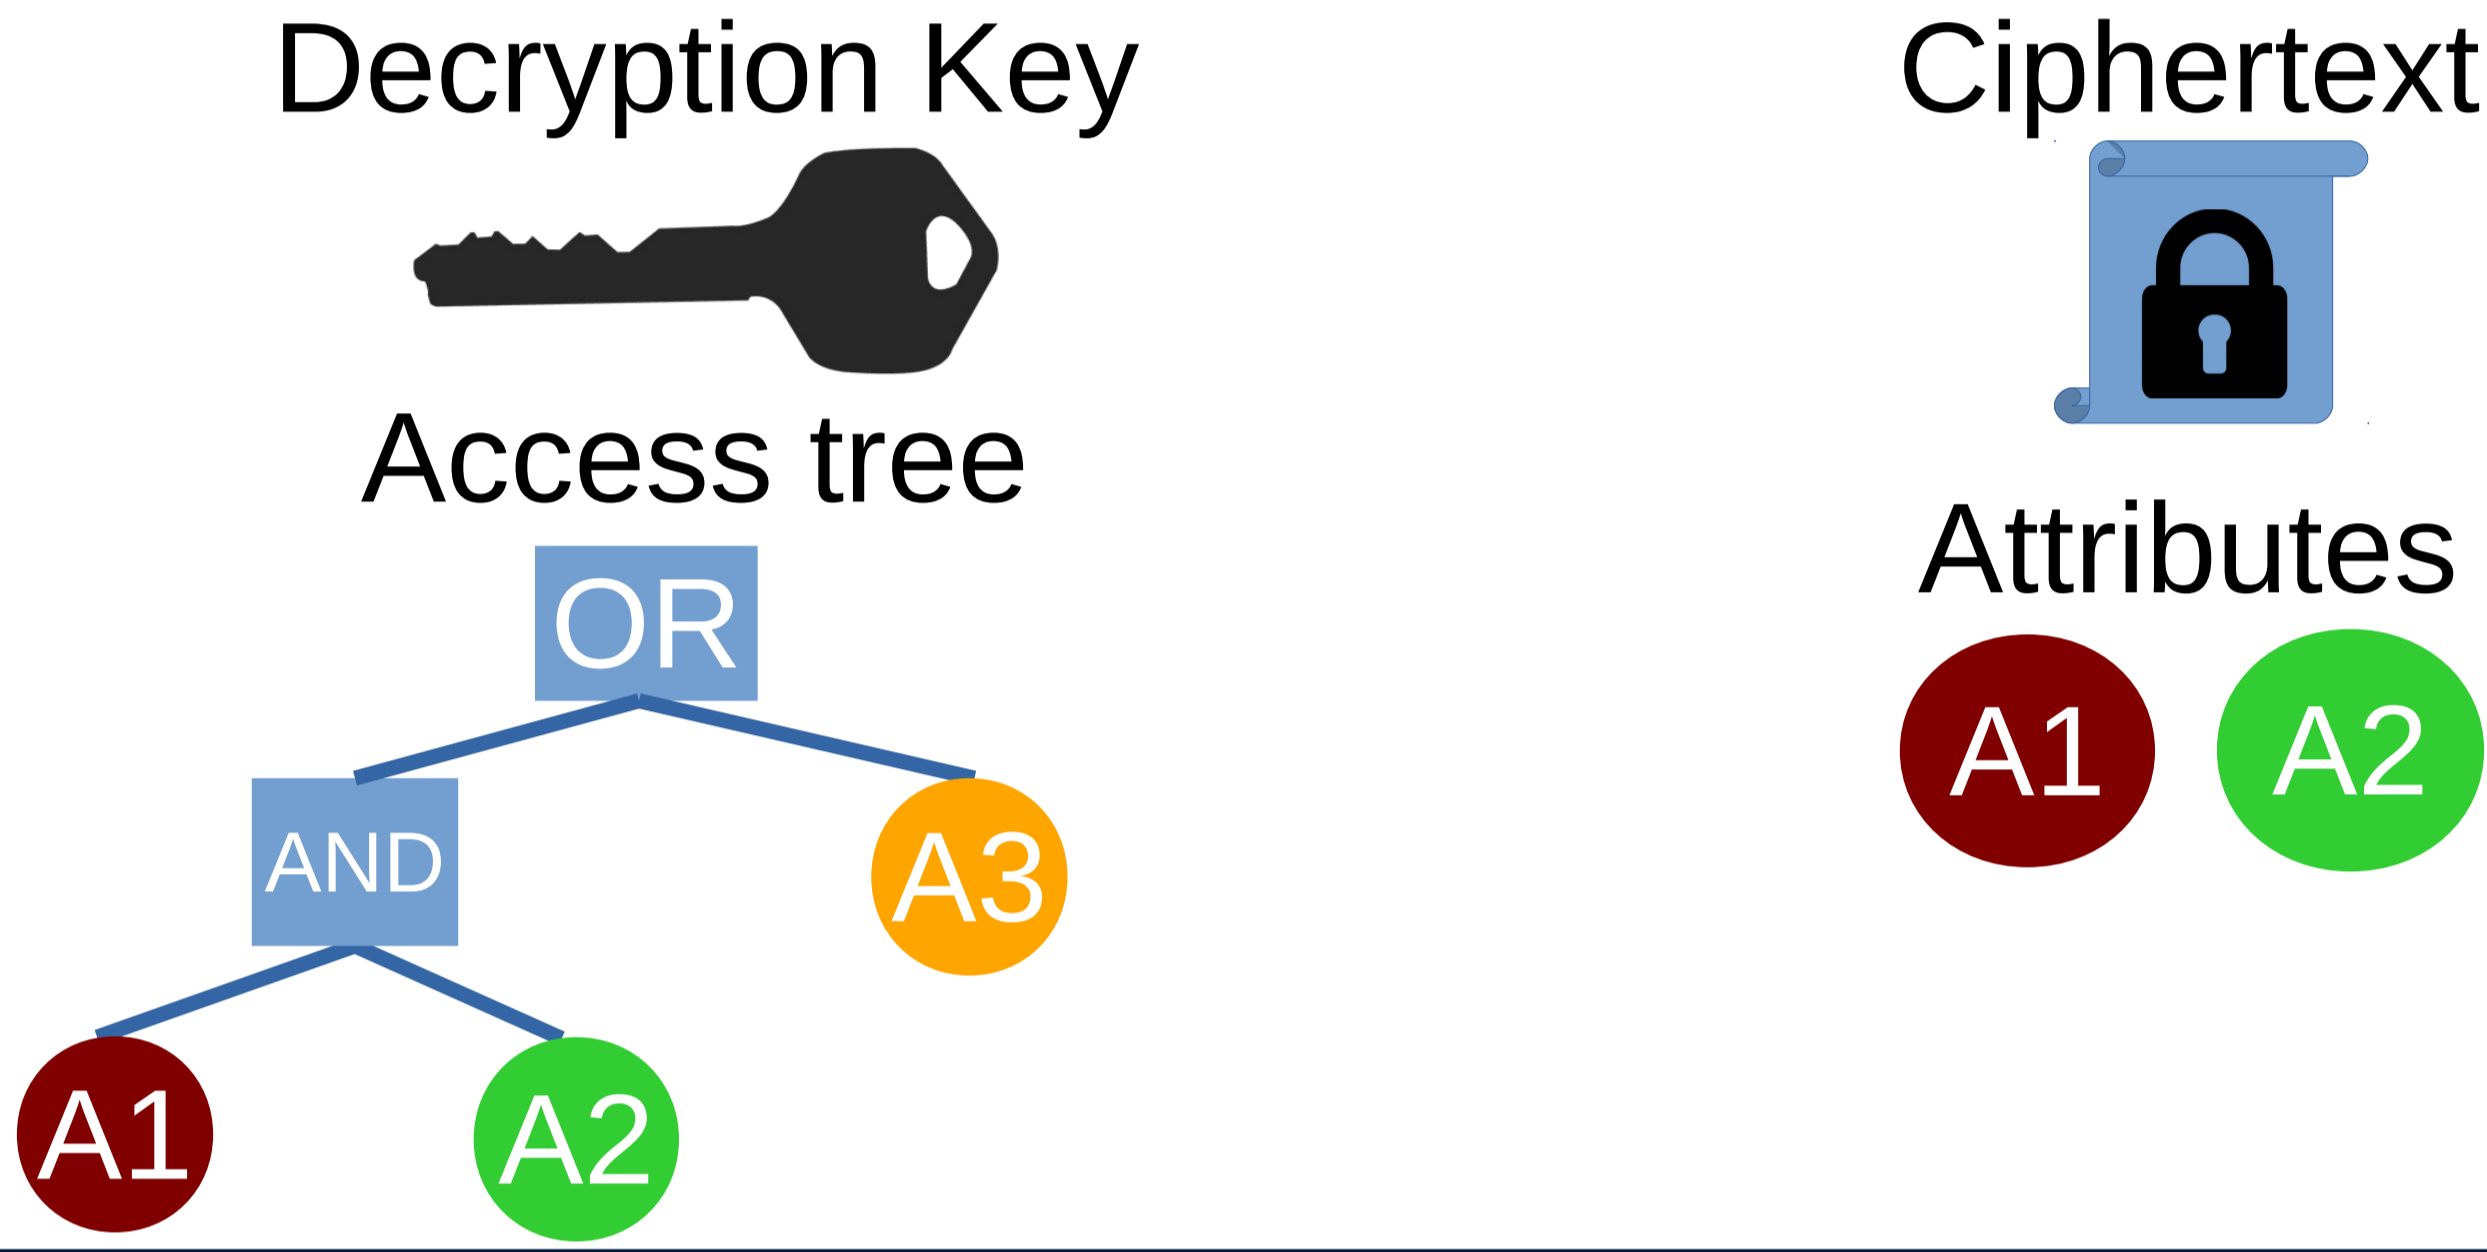 Decryption Key
Access tree
OR
AND
A3
A1
A2
Ciphertext
Attributes
A1
A2